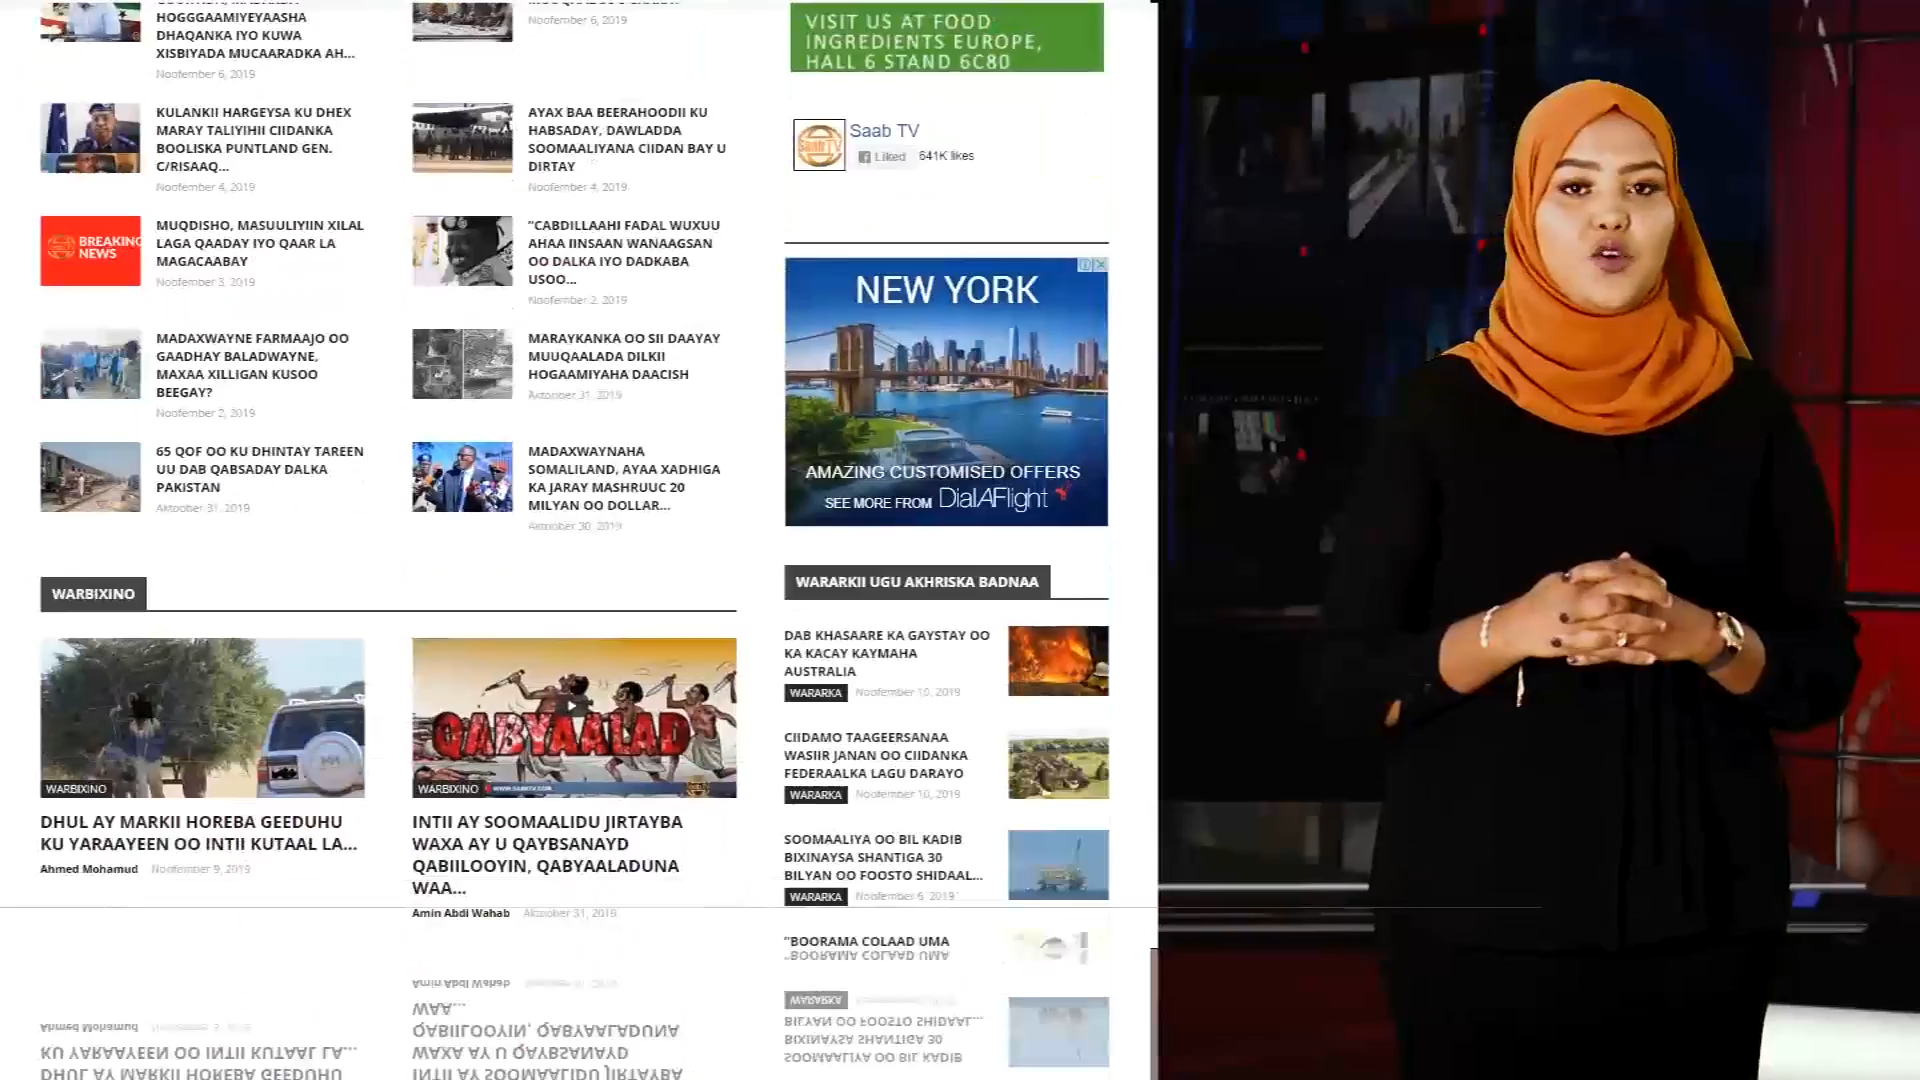 HOGGGAAMIYEYAASHA
DHAQANKA IYO KUWA
XISBIYADA MUCAARADKA AH...
Noofember 6, 2019
KULANKII HARGEYSA KU DHEX
MARAY TALIYIHII CIIDANKA
BOOLISKA PUNTLAND GEN.
C/RISAAQ...
Noofember 4, 2019
BREAKING
NEWS
MUQDISHO, MASUULIYIIN XILAL
LAGA QAADAY IYO QAAR LA
MAGACAABAY
Noofember 3, 2019
MADAXWAYNE FARMAAJO OO
GAADHAY BALADWAYNE,
MAXAA XILLIGAN KUSOO
BEEGAY?
Noofember 2, 2019
65 QOF OO KU DHINTAY TAREEN
UU DAB QABSADAY DALKA
PAKISTAN
Aktoober 31, 2019
Noofember 6, 2019
AYAX BAA BEERAHOODII KU
HABSADAY, DAWLADDA
SOOMAALIYANA CIIDAN BAY U
DIRTAY
Noofember 4, 2019
"CABDILLAAHI FADAL WUXUU
AHAA IINSAAN WANAAGSAN
OO DALKA IYO DADKABA
USOO...
Noofember 2, 2019
MARAYKANKA OO SII DAAYAY
MUUQAALADA DILKII
HOGAAMIYAHA DAACISH
Aktoober 31, 2019
MADAXWAYNAHA
SOMALILAND, AYAA XADHIGA
KA JARAY MASHRUUC 20
MILYAN OO DOLLAR...
Aktoober 30, 2019
WARBIXINO
WARBIXINO
DHUL AY MARKII HOREBA GEEDUHU
KU YARAAYEEN OO INTII KUTAAL LA...
Ahmed Mohamud Noofember 9, 2019
QABYAALAD
WARBIXINO
WWW.SAABTV.COM
INTII AY SOOMAALIDU JIRTAYBA
WAXA AY U QAYBSANAYD
QABIILOOYIN, QABYAALADUNA
WAA...
Amin Abdi Wahab Aktoober 31, 2019
VISIT US AT FOOD
INGREDIENTS EUROPE,
HALL 6 STAND 6C80
Saab TV
Saab TV
Liked 641K likes
NEW YORK
AMAZING CUSTOMISED OFFERS
SEE MORE FROM DialAFlight
WARARKII UGU AKHRISKA BADNAA
DAB KHASAARE KA GAYSTAY OO
KA KACAY KAYMAHA
AUSTRALIA
WARARKA Noofember 10, 2019
CIIDAMO TAAGEERSANAA
WASIIR JANAN OO CIIDANKA
FEDERAALKA LAGU DARAYO
WARARKA Noofember 10, 2019
SOOMAALIYA OO BIL KADIB
BIXINAYSA SHANTIGA 30
BILYAN OO FOOSTO SHIDAAL...
WARARKA Noofember 6, 2019
"BOORAMA COLAAD UMA